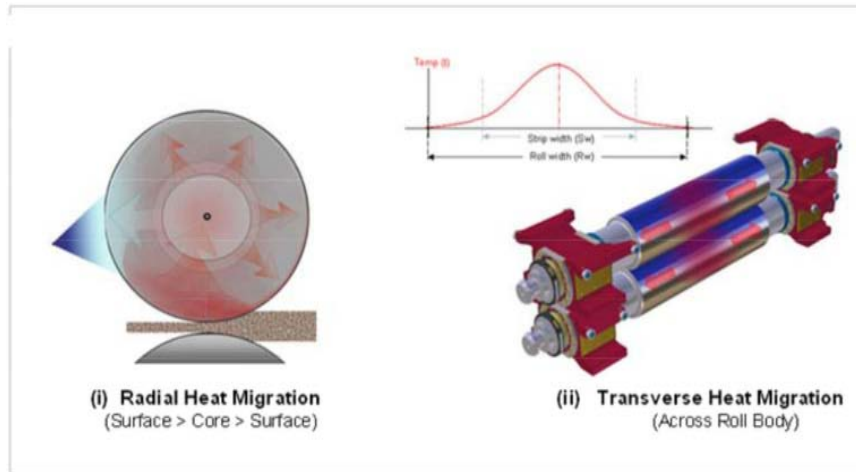 Temp (t)
Strip width (Sw)
Roll width (Rw)
(i) Radial Heat Migration
(Surface > Core > Surface)
(ii) Transverse Heat Migration
(Across Roll Body)